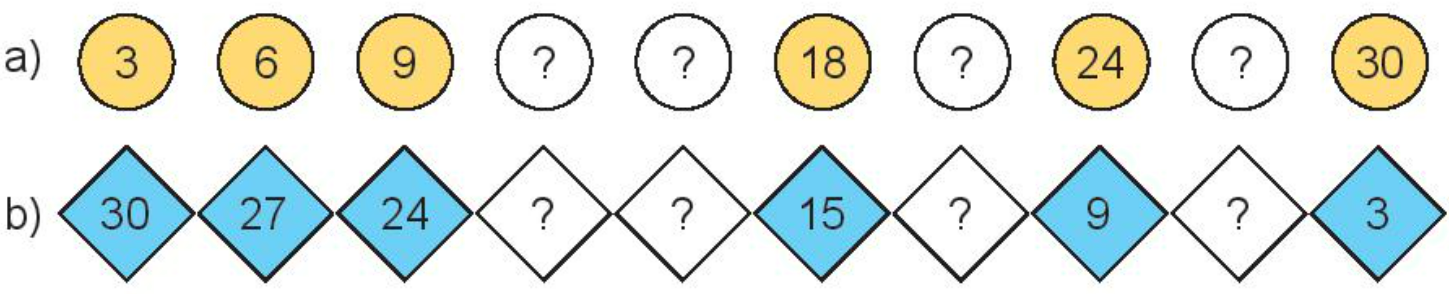 a) 3 6 9 ? ? 18 ? 24 ? 30
b) 30 27 24 ? ? 15 ? 9 ? 3